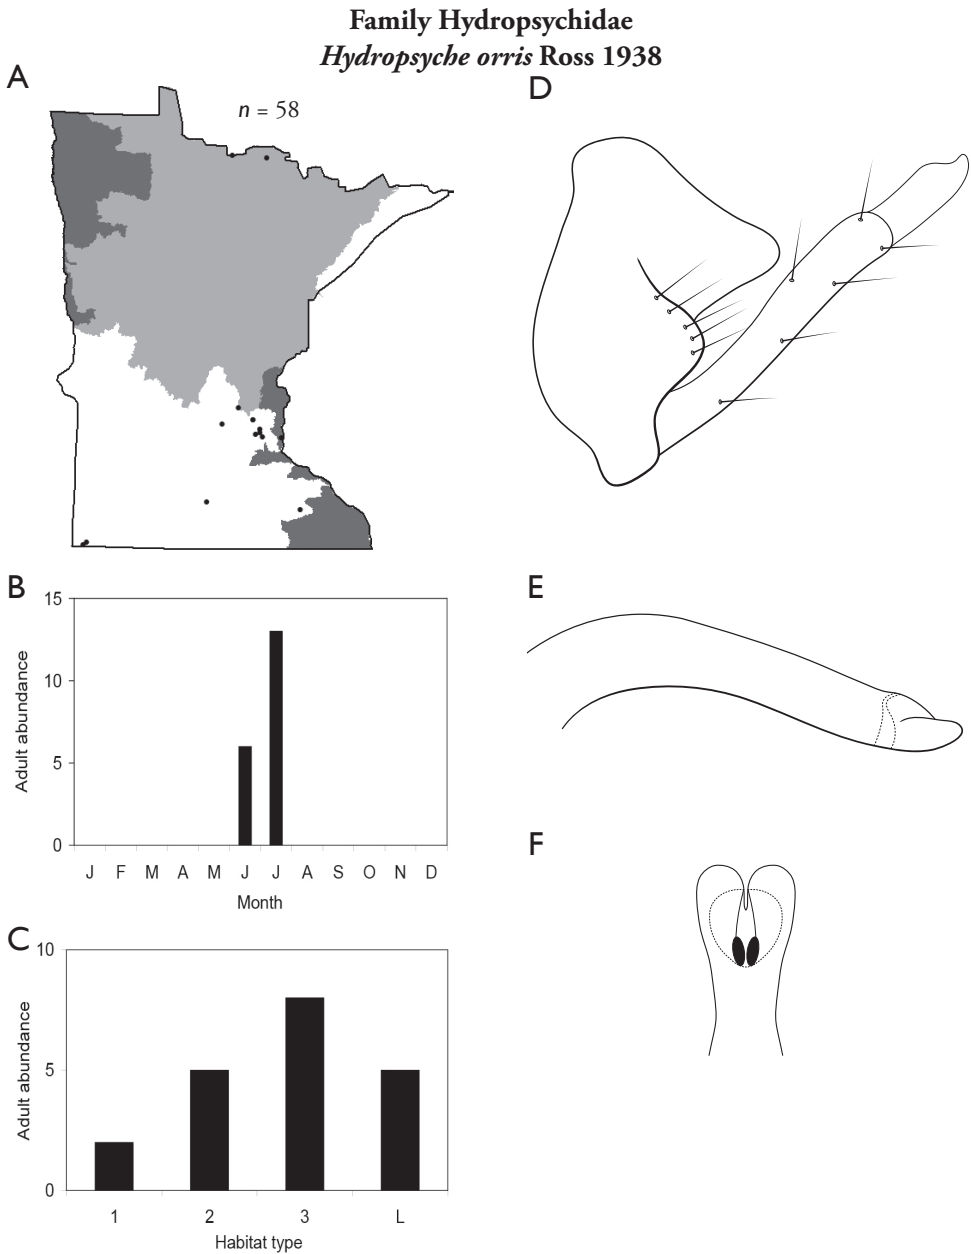 Family Hydropsychidae
Hydropsyche orris Ross 1938
A
n = 58
B
15
10
5
0
Adult abundance
J F M A M J J A S O N D
Month
C
10
5
0
Adult abundance
1 2 3 L
Habitat type
D
E
F